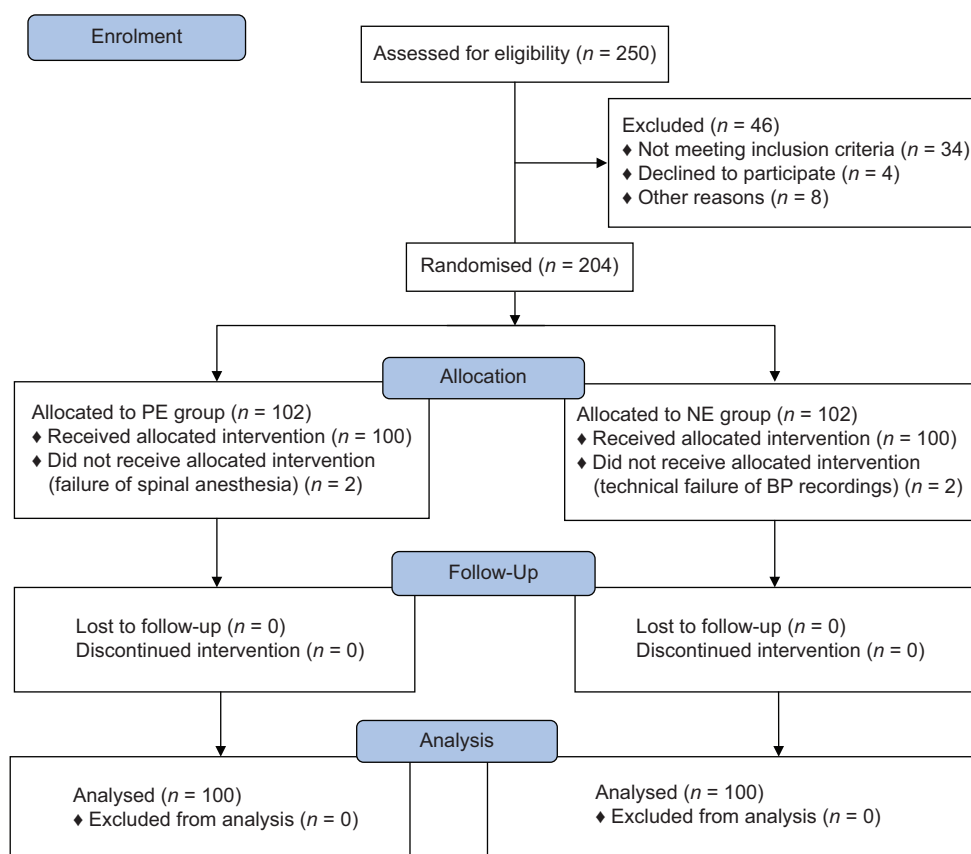 Enrolment
Assessed for eligibility (n = 250)
Excluded (n = 46)
♦ Not meeting inclusion criteria (n = 34)
♦ Declined to participate (n = 4)
♦ Other reasons (n = 8)
Randomised (n = 204)
Allocation
Allocated to PE group (n = 102)
♦ Received allocated intervention (n = 100)
♦ Did not receive allocated intervention
(failure of spinal anesthesia) (n = 2)
Allocated to NE group (n = 102)
♦ Received allocated intervention (n = 100)
♦ Did not receive allocated intervention
(technical failure of BP recordings) (n = 2)
Follow-Up
Lost to follow-up (n = 0)
Discontinued intervention (n = 0)
Lost to follow-up (n = 0)
Discontinued intervention (n = 0)
Analysis
Analysed (n = 100)
♦ Excluded from analysis (n = 0)
Analysed (n = 100)
♦ Excluded from analysis (n = 0)